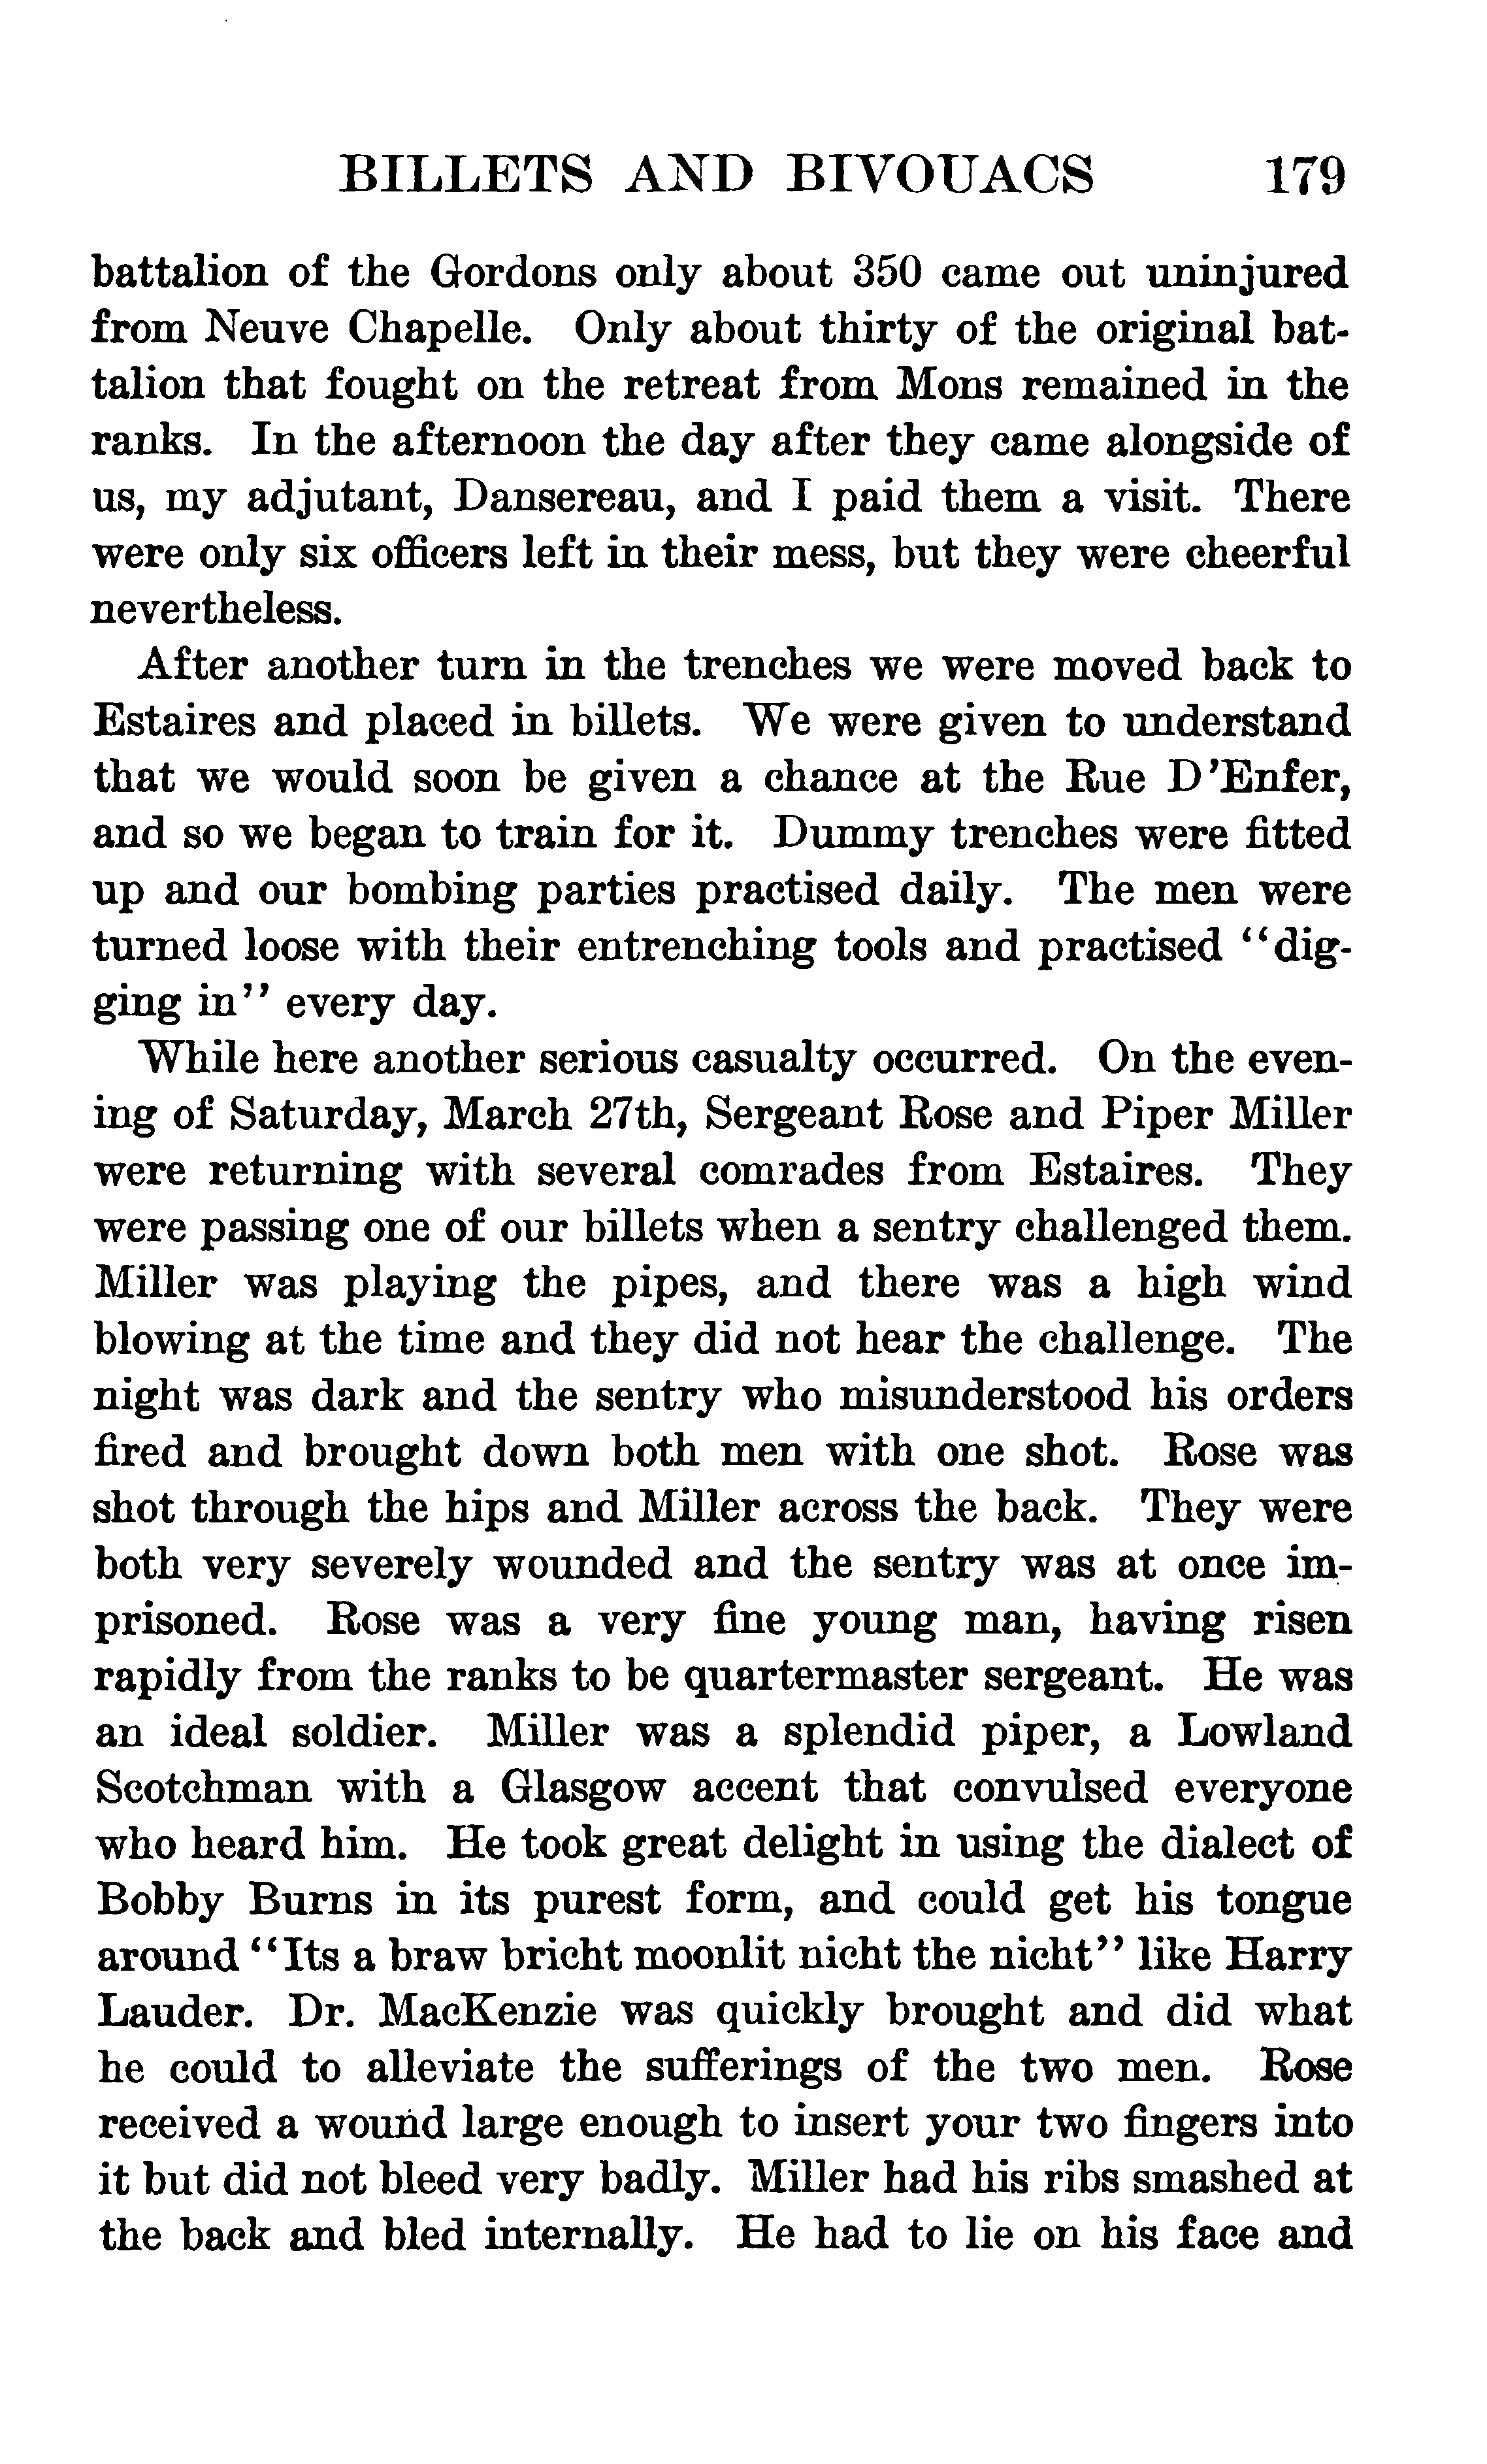 BILLETS AND BIVOUACS 179
battalion of the Gordons only about 350 came out uninjured
from Neuve Chapelle. Only about thirty of the original bat-
talion that fought on the retreat from Mons remained in the
ranks. In the afternoon the day after they came alongside of
us, my adjutant, Dansereau, and I paid them a visit. There
were only six officers left in their mess, but they were cheerful
nevertheless.
After another turn in the trenches we were moved back to
Estaires and placed in billets. We were given to understand
that we would soon be given a chance at the Rue D'Enfer,
and so we began to train for it. Dummy trenches were fitted
up and our bombing parties practised daily. The men were
turned loose with their entrenching tools and practised "dig-
ging in" every day.
While here another serious casualty occurred. On the even-
ing of Saturday, March 27th, Sergeant Rose and Piper Miller
were returning with several comrades from Estaires. They
were passing one of our billets when a sentry challenged them.
Miller was playing the pipes, and there was a high wind
blowing at the time and they did not hear the challenge. The
night was dark and the sentry who misunderstood his orders
fired and brought down both men with one shot. Rose was
shot through the hips and Miller across the back. They were
both very severely wounded and the sentry was at once im-
prisoned. Rose was a very fine young man, having risen
rapidly from the ranks to be quartermaster sergeant. He was
an ideal soldier. Miller was a splendid piper, a Lowland
Scotchman with a Glasgow accent that convulsed everyone
who heard him. He took great delight in using the dialect of
Bobby Burns in its purest form, and could get his tongue
around "Its a braw bricht moonlit nicht the nicht" like Harry
Lauder. Dr. MacKenzie was quickly brought and did what
he could to alleviate the sufferings of the two men. Rose
received a wound large enough to insert your two fingers into
it but did not bleed very badly. Miller had his ribs smashed at
the back and bled internally. He had to lie on his face and